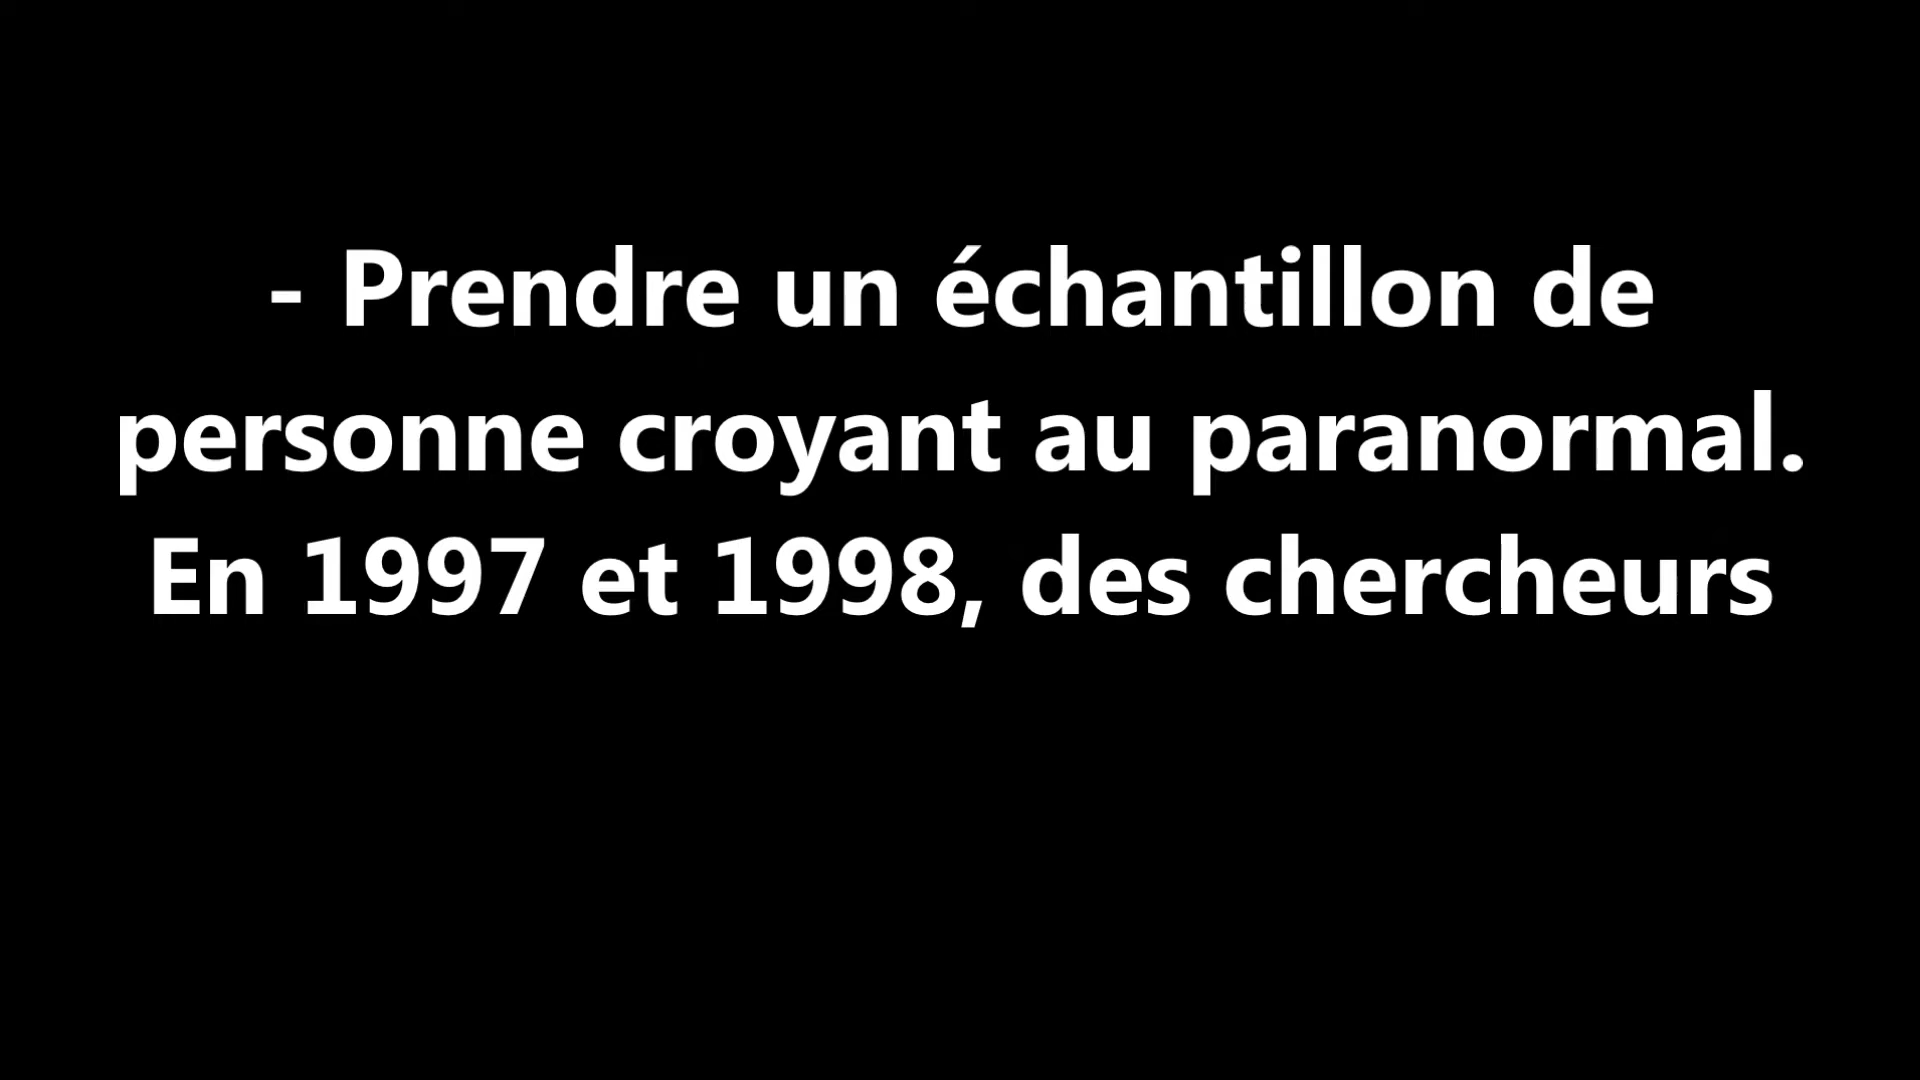 - Prendre un échantillon de
personne croyant au paranormal.
En 1997 et 1998, des chercheurs